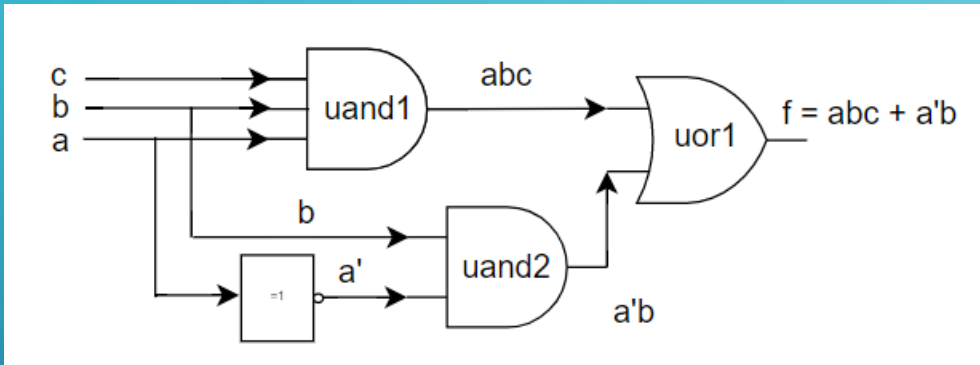 c
b
a
uand1
abc
uor1
f = abc + a'b
b
uand2
a'
=1
a'b